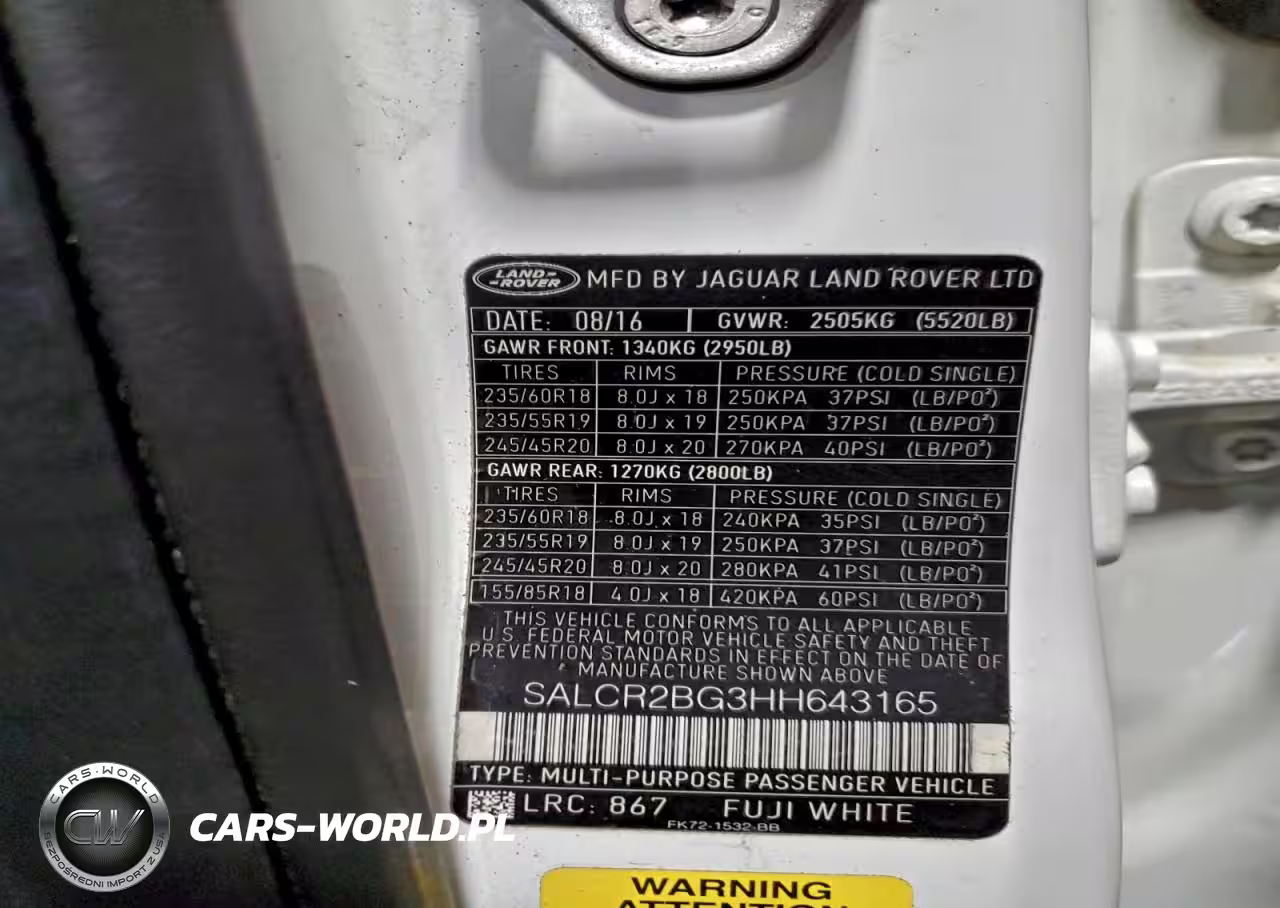 LAND-
-ROVER
MFD BY JAGUAR LAND ROVER LTD
DATE: 08/16 GVWR: 2505KG (5520LB)
GAWR FRONT: 1340KG (2950LB)
TIRES RIMS PRESSURE (COLD SINGLE)
235/60R18 8.0J x 18 250KPA 37PSI (LB/PO²)
235/55R19 8.0J x 19 250KPA 37PSI (LB/PO²)
245/45R20 8.0J x 20 270KPA 40PSI (LB/PO²)
GAWR REAR: 1270KG (2800LB)
TIRES RIMS PRESSURE (COLD SINGLE)
235/60R18 8.0J x 18 240KPA 35PSI (LB/PO²)
235/55R19 8.0J x 19 250KPA 37PSI (LB/PO²)
245/45R20 8.0J x 20 280KPA 41PSI (LB/PO²)
155/85R18 4.0J x 18 420KPA 60PSI (LB/PO²)
THIS VEHICLE CONFORMS TO ALL APPLICABLE
U.S. FEDERAL MOTOR VEHICLE SAFETY AND THEFT
PREVENTION STANDARDS IN EFFECT ON THE DATE OF
MANUFACTURE SHOWN ABOVE
SALCR2BG3HH643165
TYPE: MULTI-PURPOSE PASSENGER VEHICLE
LRC: 867 FUJI WHITE
FK72-1532-BB
WARNING
ATTENTION
CARS-WORLD
CW
BEZPOŚREDNI IMPORT Z USA
CARS-WORLD.PL